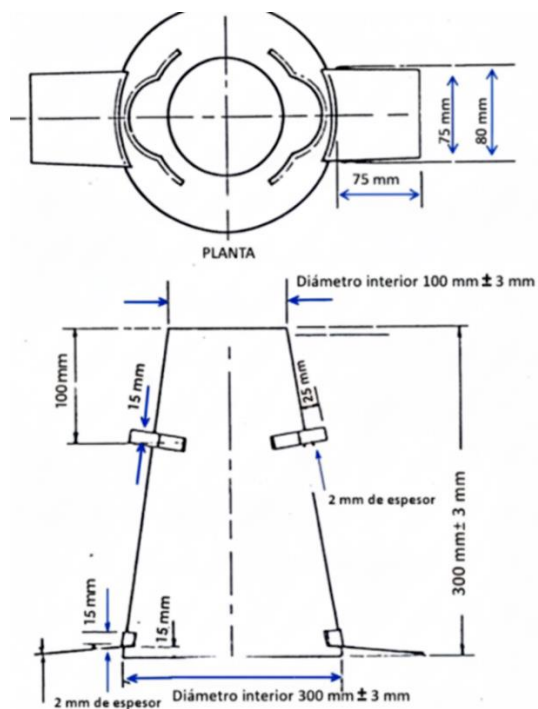 75 mm
80 mm
75 mm
PLANTA
Diámetro interior 100 mm ± 3 mm
100 mm
15 mm
25 mm
2 mm de espesor
300 mm± 3 mm
15 mm
15 mm
2 mm de espesor
Diámetro interior 300 mm ± 3 mm